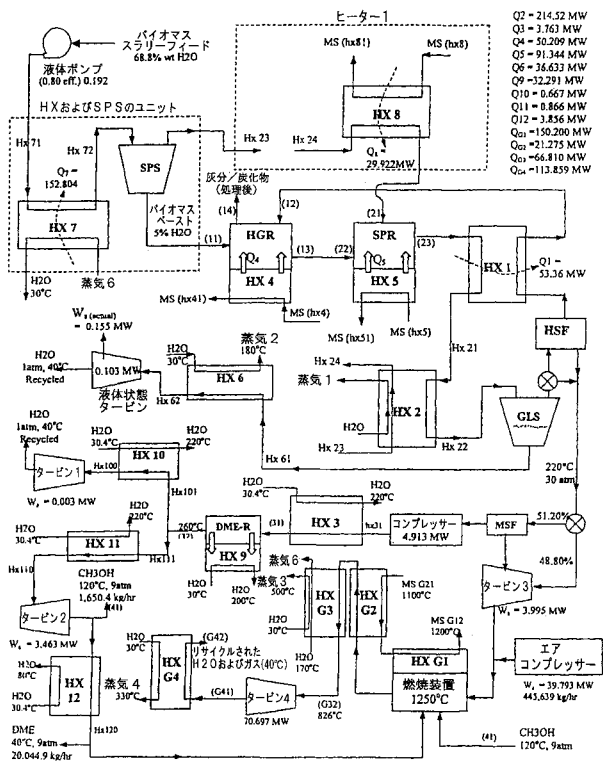 バイオマス
スラリーフィード
68.8% wt H2O
液体ポンプ
(0.80 eff.) 0.192
ヒーター1
MS (hx81)
MS (hx8)
HX 8
Q8 =
29.922MW
Q2 = 214.52 MW
Q3 = 3.763 MW
Q4 = 50.209 MW
Q5 = 91.344 MW
Q6 = 36.633 MW
Q9 =32.291 MW
Q10 = 0.667 MW
Q11 = 0.866 MW
Q12 = 3.856 MW
QG1 =150.200 MW
QG2 =21.275 MW
QG3 =66.810 MW
QG4 =113.859 MW
HXおよびSPSのユニット
Hx 71
Hx 72
Q7 =
152.804
SPS
HX 7
Hx 23
Hx 24
バイオマス
ペースト
5% H2O
H2O
30℃
蒸気6
灰分/炭化物
(処理後)
(14)
(12)
(11)
HGR
Q4
HX 4
(13)
(22)
(21)
SPR
Q5
HX 5
(23)
HX 1
Q1 =
53.36 MW
MS (hx41)
MS (hx4)
MS (hx51)
MS (hx5)
Hx 21
HSF
Ws (actual)
= 0.155 MW
H2O
1atm, 40℃
Recycled
0.103 MW
液体状態
タービン
Hx 62
H2O
30℃
蒸気2
180℃
HX 6
Hx 61
Hx 24
蒸気1
H2O
Hx 23
HX 2
Hx 22
GLS
220℃
30 atm
H2O
1atm, 40℃
Recycled
タービン1
Ws = 0.003 MW
Hx100
H2O
30.4℃
HX 10
H2O
220℃
Hx101
H2O
30.4℃
H2O
220℃
HX 11
Hx111
Hx110
260℃
DME-R
HX 9
H2O
30℃
H2O
200℃
(31)
H2O
30.4℃
HX 3
H2O
220℃
hx31
コンプレッサー
4.913 MW
MSF
51.20%
48.80%
タービン3
Ws = 3.995 MW
エア
コンプレッサー
Ws = 39.793 MW
445,639 kg/hr
CH3OH
120℃, 9atm
1,650.4 kg/hr
(41)
タービン2
Ws = 3.463 MW
H2O
80℃
H2O
30.4℃
HX
12
Hx120
DME
40℃, 9atm
20,044.9 kg/hr
蒸気6
蒸気3
500℃
H2O
30℃
HX
G3
HX
G2
H2O
170℃
MS G21
1100℃
MS G12
1200℃
HX G1
燃焼装置
1250℃
H2O
30℃
(G42)
リサイクルされた
H2Oおよびガス(40℃)
HX
G4
蒸気4
330℃
(G41)
タービン4
70.697 MW
(G32)
826℃
(41)
CH3OH
120℃, 9atm